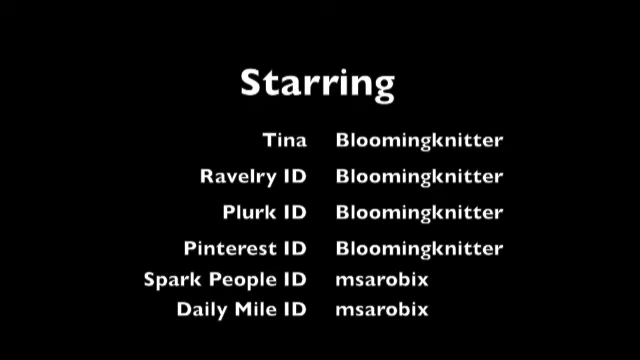 Starring
Tina Bloomingknitter
Ravelry ID Bloomingknitter
Plurk ID Bloomingknitter
Pinterest ID Bloomingknitter
Spark People ID msarobix
Daily Mile ID msarobix